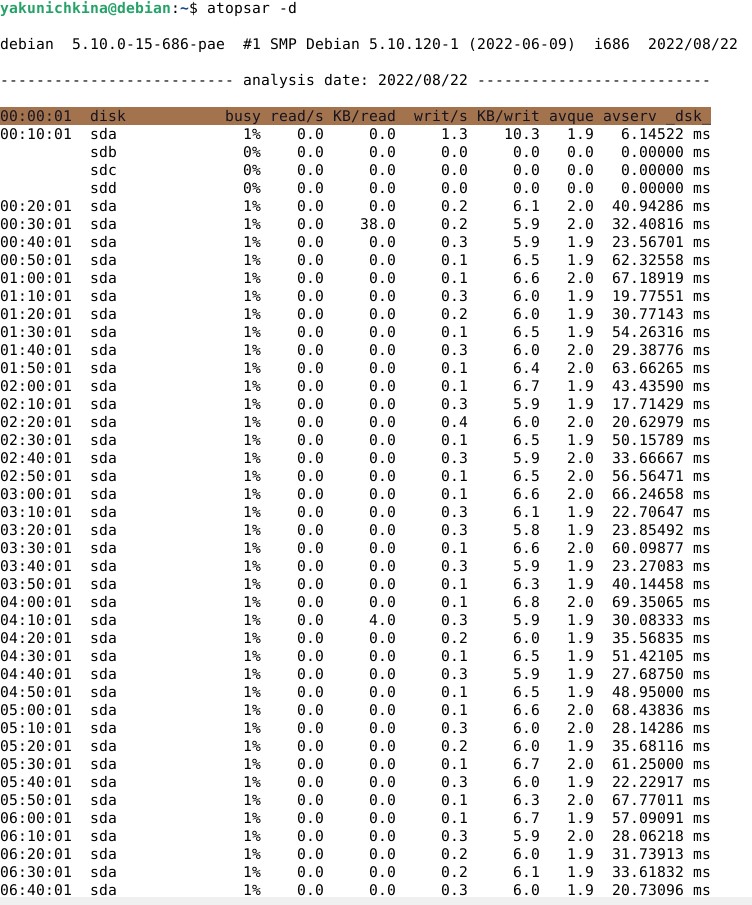 yakunichkina@debian:~$ atopsar -d
debian  5.10.0-15-686-pae  #1 SMP Debian 5.10.120-1 (2022-06-09)  i686  2022/08/22
-------------------------- analysis date: 2022/08/22 --------------------------
00:00:01  disk           busy read/s KB/read  writ/s KB/writ avque avserv _dsk_
00:10:01  sda              1%    0.0     0.0     1.3    10.3   1.9   6.14522 ms
          sdb              0%    0.0     0.0     0.0     0.0   0.0   0.00000 ms
          sdc              0%    0.0     0.0     0.0     0.0   0.0   0.00000 ms
          sdd              0%    0.0     0.0     0.0     0.0   0.0   0.00000 ms
00:20:01  sda              1%    0.0     0.0     0.2     6.1   2.0  40.94286 ms
00:30:01  sda              1%    0.0    38.0     0.2     5.9   2.0  32.40816 ms
00:40:01  sda              1%    0.0     0.0     0.3     5.9   1.9  23.56701 ms
00:50:01  sda              1%    0.0     0.0     0.1     6.5   1.9  62.32558 ms
01:00:01  sda              1%    0.0     0.0     0.1     6.6   2.0  67.18919 ms
01:10:01  sda              1%    0.0     0.0     0.3     6.0   1.9  19.77551 ms
01:20:01  sda              1%    0.0     0.0     0.2     6.0   1.9  30.77143 ms
01:30:01  sda              1%    0.0     0.0     0.1     6.5   1.9  54.26316 ms
01:40:01  sda              1%    0.0     0.0     0.3     6.0   2.0  29.38776 ms
01:50:01  sda              1%    0.0     0.0     0.1     6.4   2.0  63.66265 ms
02:00:01  sda              1%    0.0     0.0     0.1     6.7   2.0  43.43590 ms
02:10:01  sda              1%    0.0     0.0     0.3     5.9   1.9  17.71429 ms
02:20:01  sda              1%    0.0     0.0     0.4     6.0   2.0  20.62979 ms
02:30:01  sda              1%    0.0     0.0     0.1     6.5   1.9  50.15789 ms
02:40:01  sda              1%    0.0     0.0     0.3     5.9   2.0  33.66667 ms
02:50:01  sda              1%    0.0     0.0     0.1     6.5   2.0  56.56471 ms
03:00:01  sda              1%    0.0     0.0     0.1     6.6   2.0  66.24658 ms
03:10:01  sda              1%    0.0     0.0     0.3     6.1   1.9  22.70647 ms
03:20:01  sda              1%    0.0     0.0     0.3     5.8   1.9  23.85492 ms
03:30:01  sda              1%    0.0     0.0     0.1     6.6   2.0  60.09877 ms
03:40:01  sda              1%    0.0     0.0     0.3     5.9   1.9  23.27083 ms
03:50:01  sda              1%    0.0     0.0     0.1     6.3   1.9  40.14458 ms
04:00:01  sda              1%    0.0     0.0     0.1     6.8   2.0  69.35065 ms
04:10:01  sda              1%    0.0     4.0     0.3     5.9   1.9  30.08333 ms
04:20:01  sda              1%    0.0     0.0     0.2     6.0   1.9  35.56835 ms
04:30:01  sda              1%    0.0     0.0     0.1     6.5   1.9  51.42105 ms
04:40:01  sda              1%    0.0     0.0     0.3     5.9   1.9  27.68750 ms
04:50:01  sda              1%    0.0     0.0     0.1     6.5   1.9  48.95000 ms
05:00:01  sda              1%    0.0     0.0     0.1     6.6   2.0  68.43836 ms
05:10:01  sda              1%    0.0     0.0     0.3     6.0   2.0  28.14286 ms
05:20:01  sda              1%    0.0     0.0     0.2     6.0   1.9  35.68116 ms
05:30:01  sda              1%    0.0     0.0     0.1     6.7   2.0  61.25000 ms
05:40:01  sda              1%    0.0     0.0     0.3     6.0   1.9  22.22917 ms
05:50:01  sda              1%    0.0     0.0     0.1     6.3   2.0  67.77011 ms
06:00:01  sda              1%    0.0     0.0     0.1     6.7   1.9  57.09091 ms
06:10:01  sda              1%    0.0     0.0     0.3     5.9   2.0  28.06218 ms
06:20:01  sda              1%    0.0     0.0     0.2     6.0   1.9  31.73913 ms
06:30:01  sda              1%    0.0     0.0     0.2     6.1   1.9  33.61832 ms
06:40:01  sda              1%    0.0     0.0     0.3     6.0   1.9  20.73096 ms